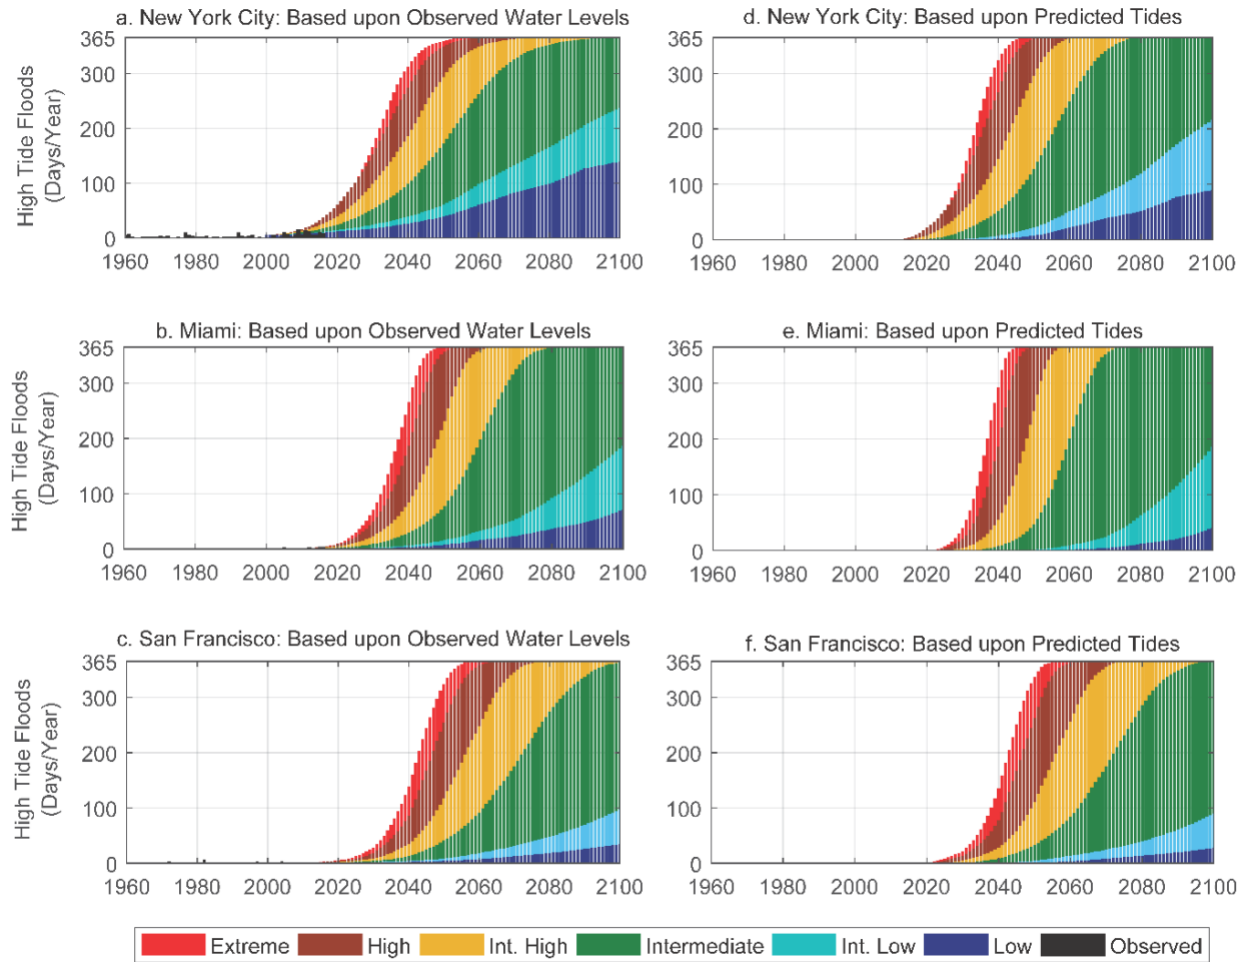 a. New York City: Based upon Observed Water Levels
365
300
200
100
0
High Tide Floods
(Days/Year)
1960 1980 2000 2020 2040 2060 2080 2100
d. New York City: Based upon Predicted Tides
365
300
200
100
0
1960 1980 2000 2020 2040 2060 2080 2100
b. Miami: Based upon Observed Water Levels
365
300
200
100
0
High Tide Floods
(Days/Year)
1960 1980 2000 2020 2040 2060 2080 2100
e. Miami: Based upon Predicted Tides
365
300
200
100
0
1960 1980 2000 2020 2040 2060 2080 2100
c. San Francisco: Based upon Observed Water Levels
365
300
200
100
0
High Tide Floods
(Days/Year)
1960 1980 2000 2020 2040 2060 2080 2100
f. San Francisco: Based upon Predicted Tides
365
300
200
100
0
1960 1980 2000 2020 2040 2060 2080 2100
Extreme High Int. High Intermediate Int. Low Low Observed